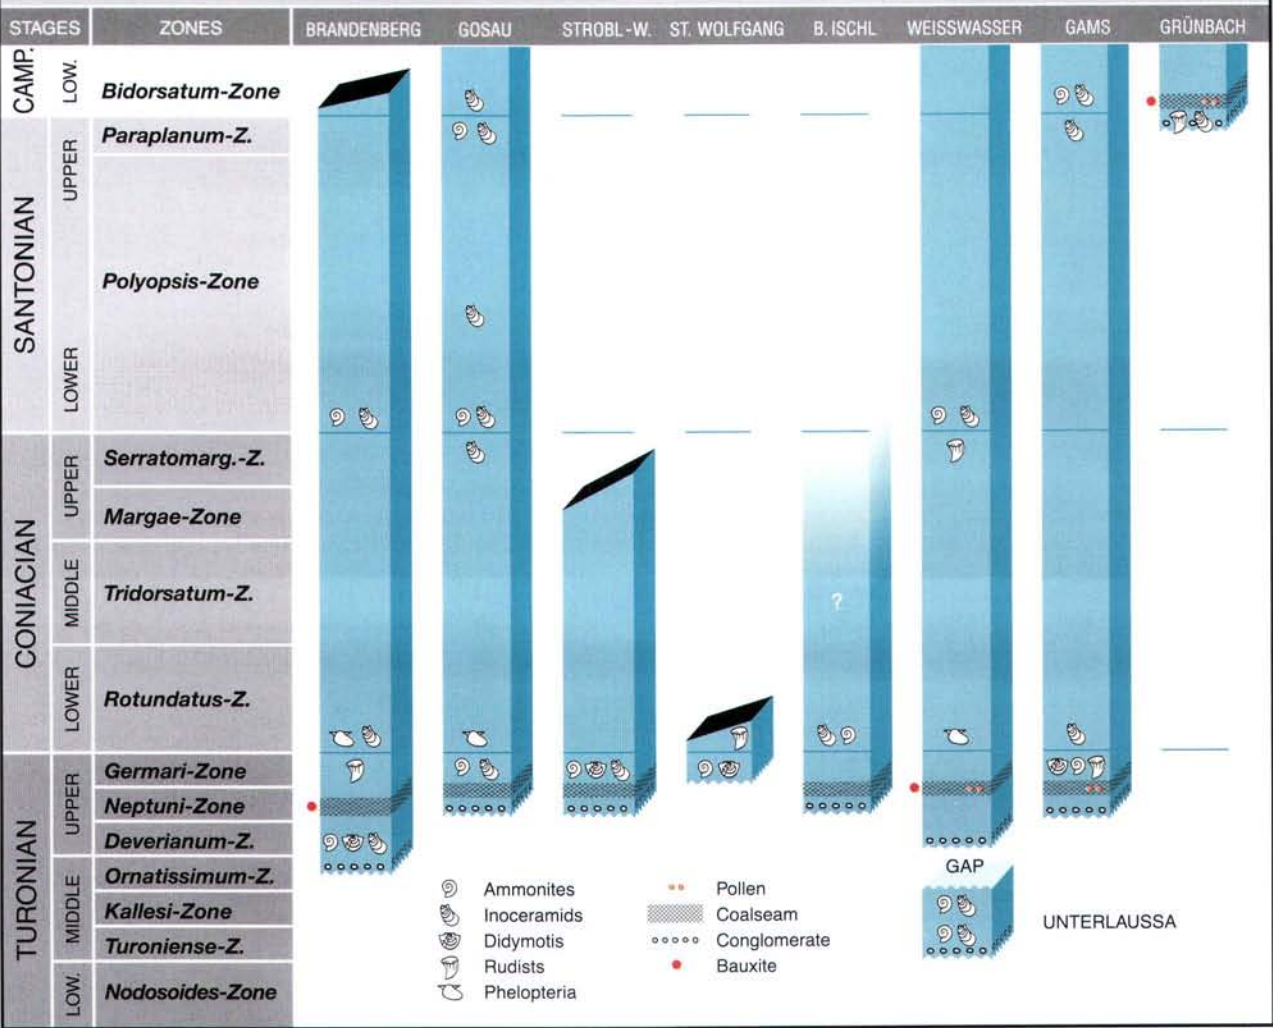 STAGES ZONES BRANDENBERG GOSAU STROBL-W. ST. WOLFGANG B. ISCHL WEISSWASSER GAMS GRÜNBACH
CAMP.
LOW.
Bidorsatum-Zone
SANTONIAN
UPPER
Paraplanum-Z.
Polyopsis-Zone
LOWER
CONIACIAN
UPPER
Serratomarg.-Z.
Margae-Zone
MIDDLE
Tridorsatum-Z.
?
LOWER
Rotundatus-Z.
TURONIAN
UPPER
Germari-Zone
Neptuni-Zone
Deverianum-Z.
MIDDLE
Ornatissimum-Z.
Kallesi-Zone
Turoniense-Z.
LOW.
Nodosoides-Zone
GAP
UNTERLAUSSA
Ammonites
Inoceramids
Didymotis
Rudists
Phelopteria
Pollen
Coalseam
Conglomerate
Bauxite